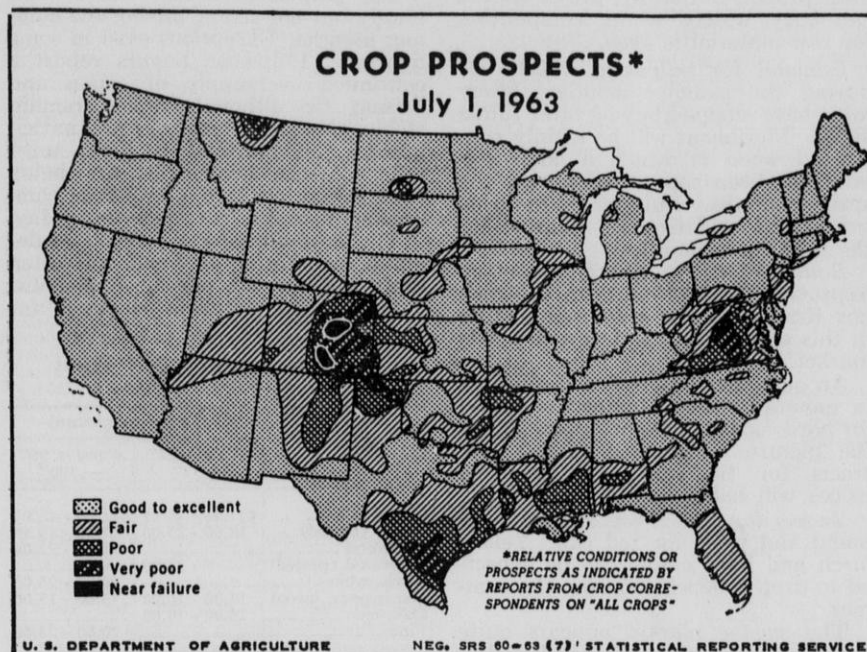 CROP PROSPECTS*
July 1, 1963
Good to excellent
Fair
Poor
Very poor
Near failure
*RELATIVE CONDITIONS OR
PROSPECTS AS INDICATED BY
REPORTS FROM CROP CORRE-
SPONDENTS ON "ALL CROPS"
U. S. DEPARTMENT OF AGRICULTURE
NEG. SRS 60-63 (7) STATISTICAL REPORTING SERVICE